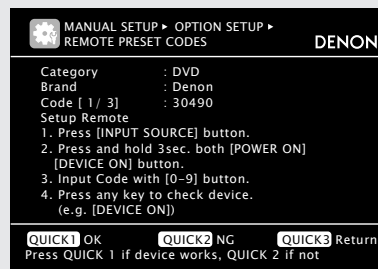 MANUAL SETUP ▸ OPTION SETUP ▸
REMOTE PRESET CODES
DENON
Category : DVD
Brand : Denon
Code [ 1/ 3] : 30490
Setup Remote
1. Press [INPUT SOURCE] button.
2. Press and hold 3sec. both [POWER ON]
[DEVICE ON] button.
3. Input Code with [0–9] button.
4. Press any key to check device.
(e.g. [DEVICE ON])
QUICK1 OK QUICK2 NG QUICK3 Return
Press QUICK 1 if device works, QUICK 2 if not